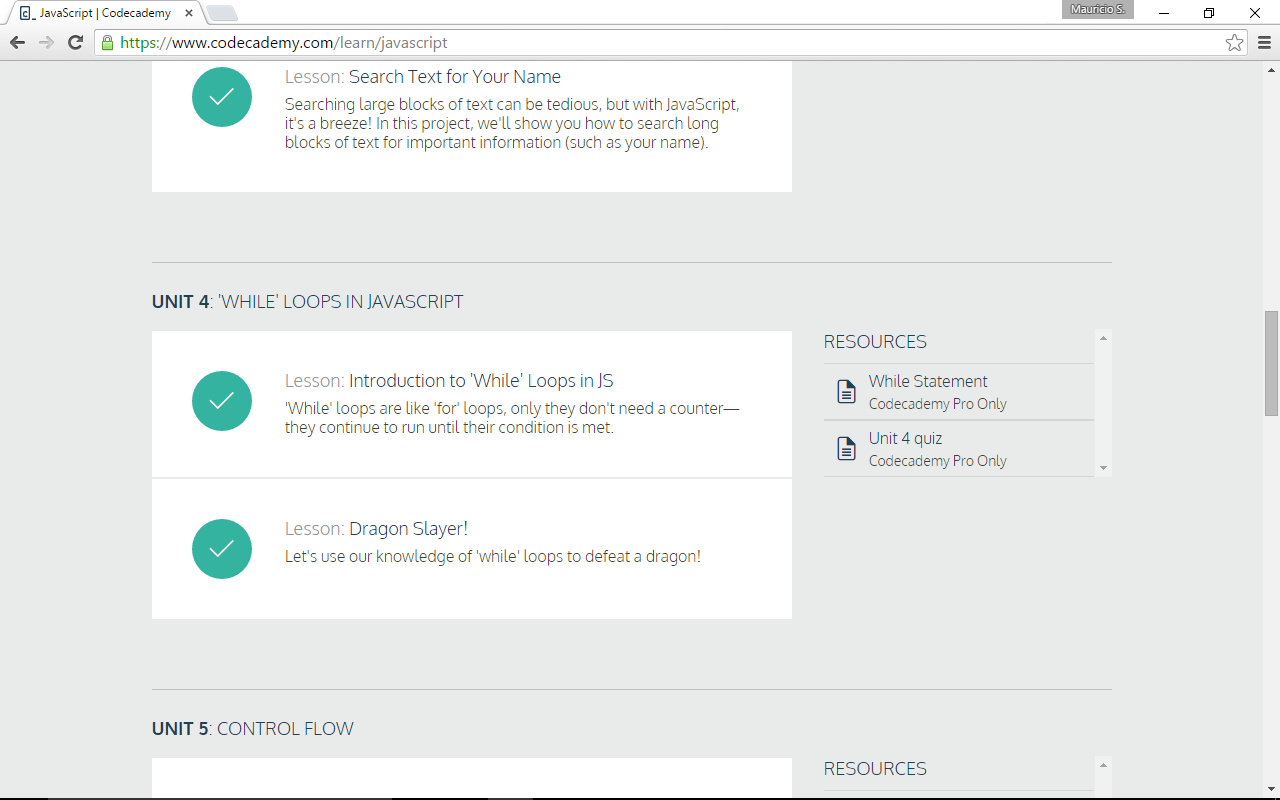 JavaScript | Codecademy
Mauricio S.
https://www.codecademy.com/learn/javascript
Lesson: Search Text for Your Name
Searching large blocks of text can be tedious, but with JavaScript,
it's a breeze! In this project, we'll show you how to search long
blocks of text for important information (such as your name).
UNIT 4: 'WHILE' LOOPS IN JAVASCRIPT
Lesson: Introduction to 'While' Loops in JS
'While' loops are like 'for' loops, only they don't need a counter—
they continue to run until their condition is met.
Lesson: Dragon Slayer!
Let's use our knowledge of 'while' loops to defeat a dragon!
RESOURCES
While Statement
Codecademy Pro Only
Unit 4 quiz
Codecademy Pro Only
UNIT 5: CONTROL FLOW
RESOURCES